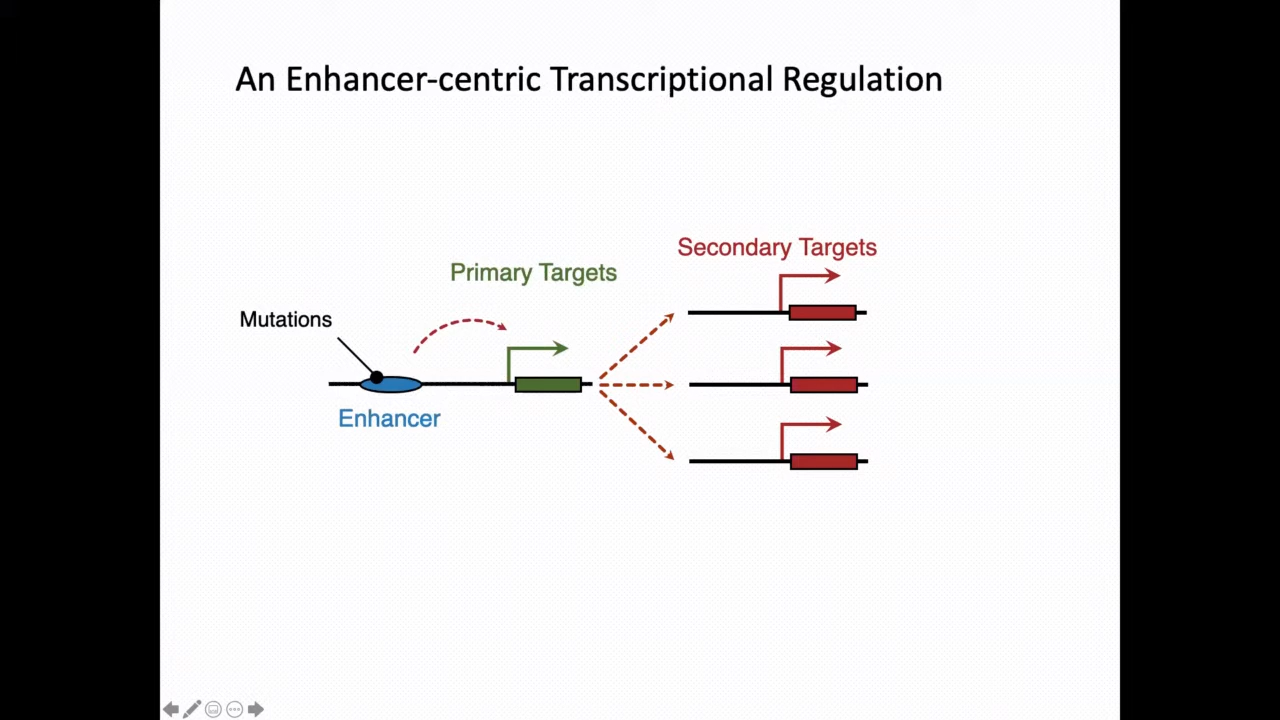 An Enhancer-centric Transcriptional Regulation
Secondary Targets
Primary Targets
Mutations
Enhancer